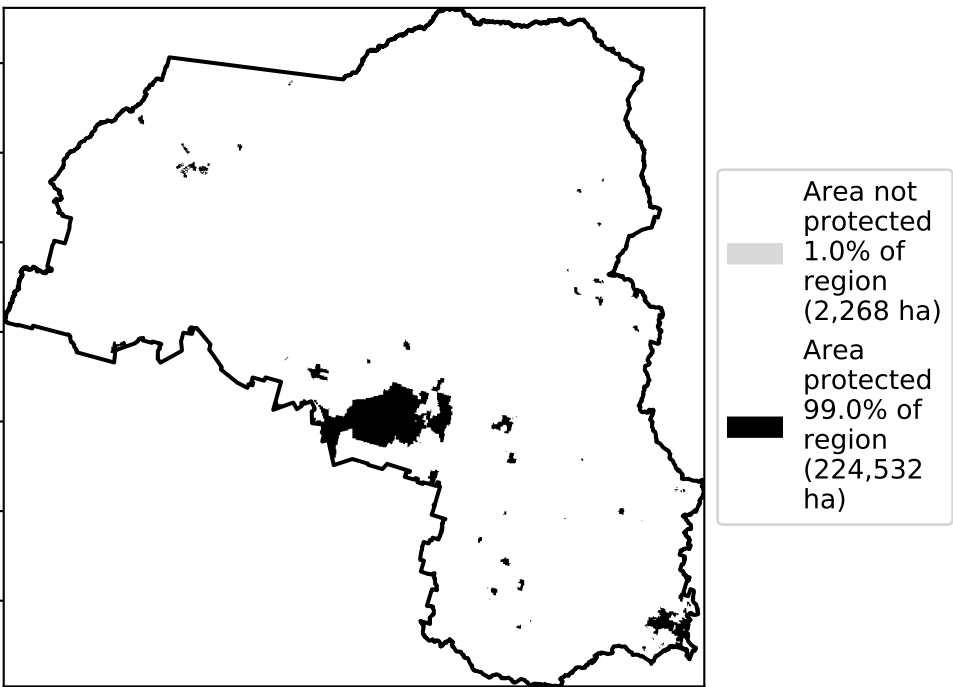 Area not
protected
1.0% of
region
(2,268 ha)
Area
protected
99.0% of
region
(224,532
ha)